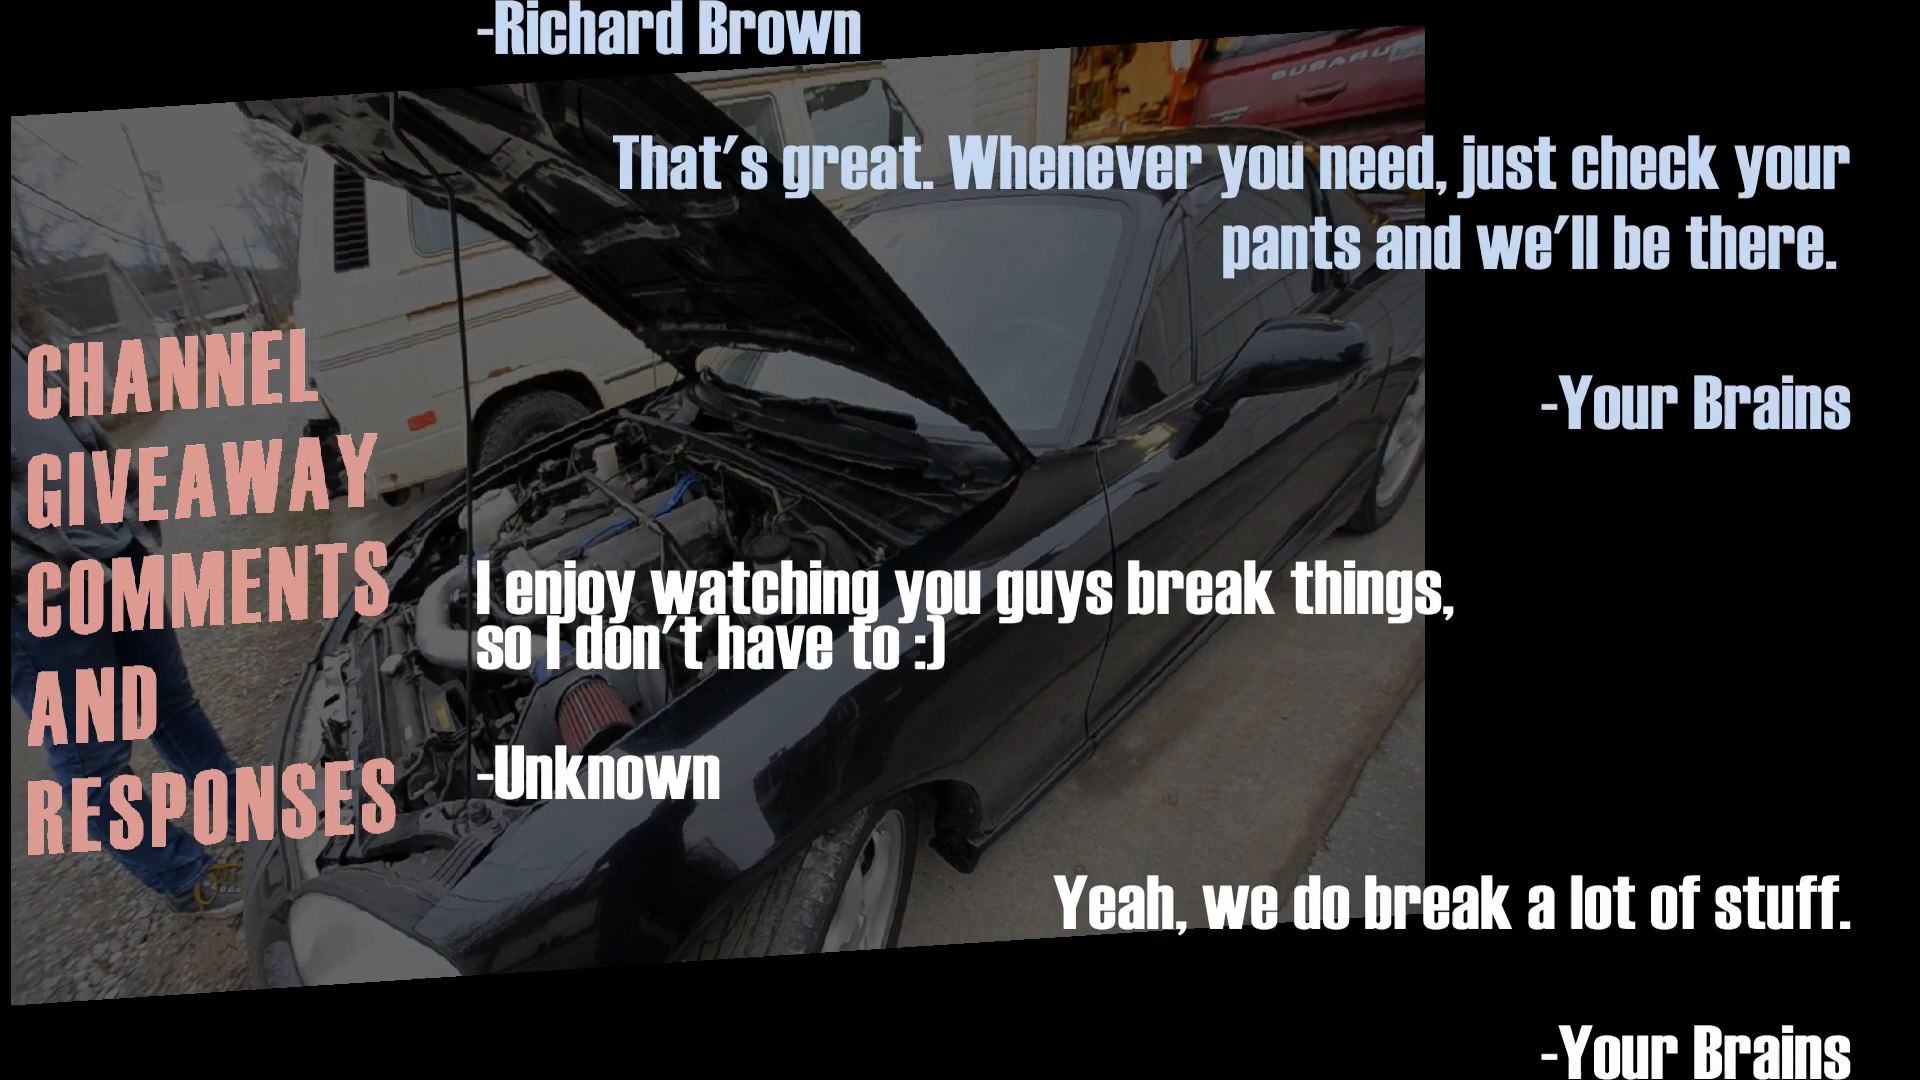 -Richard Brown
SUBARU
That's great. Whenever you need, just check your
pants and we'll be there.
-Your Brains
CHANNEL
GIVEAWAY
COMMENTS
AND
RESPONSES
I enjoy watching you guys break things,
so I don't have to :)
-Unknown
Yeah, we do break a lot of stuff.
-Your Brains